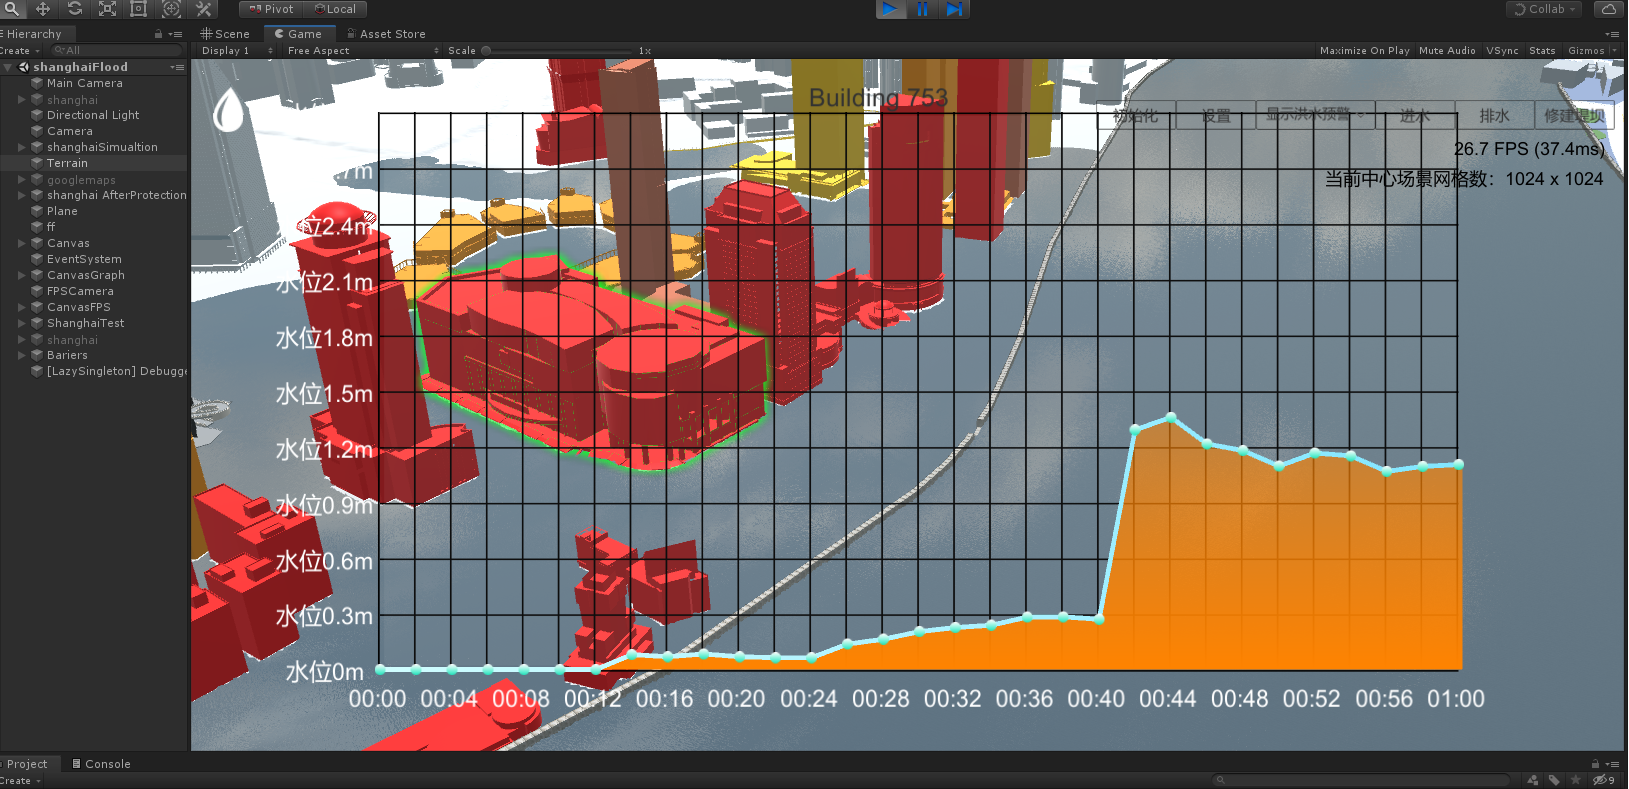 Pivot Local
Collab
Hierarchy
Scene Game Asset Store
Create All
Display 1 Free Aspect Scale 1x
Maximize On Play Mute Audio VSync Stats Gizmos
shanghaiFlood
Main Camera
shanghai
Directional Light
Camera
shanghaiSimualtion
Terrain
googlemaps
shanghai AfterProtection
Plane
ff
Canvas
EventSystem
CanvasGraph
FPSCamera
CanvasFPS
ShanghaiTest
shanghai
Bariers
[LazySingleton] Debugge
Building 753
初始化 设置 显示洪水预警 进水 排水 修建堤坝
26.7 FPS (37.4ms)
当前中心场景网格数：1024 x 1024
.7m
位2.4m
水位2.1m
水位1.8m
水位1.5m
水位1.2m
水位0.9m
水位0.6m
水位0.3m
水位0m
00:00 00:04 00:08 00:12 00:16 00:20 00:24 00:28 00:32 00:36 00:40 00:44 00:48 00:52 00:56 01:00
Project Console
Create
9